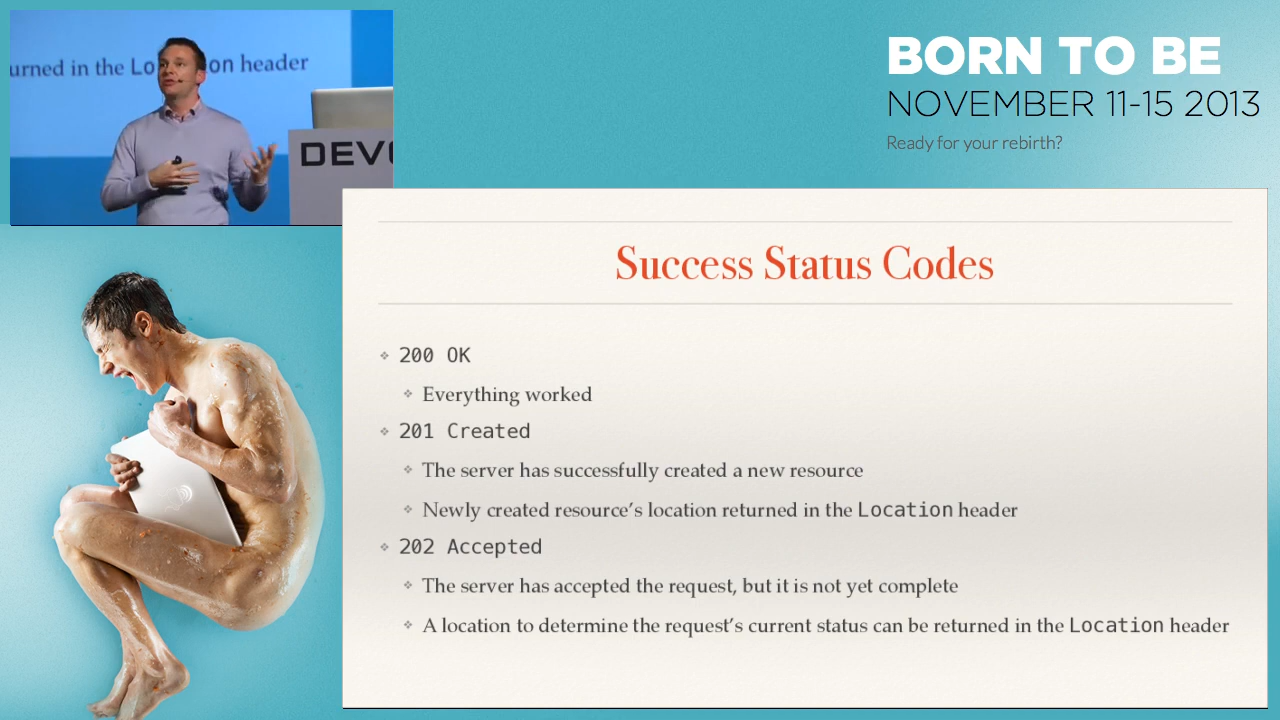 urned in the Lo on header
DEV
BORN TO BE
NOVEMBER 11-15 2013
Ready for your rebirth?
Success Status Codes
200 OK
Everything worked
201 Created
The server has successfully created a new resource
Newly created resource's location returned in the Location header
202 Accepted
The server has accepted the request, but it is not yet complete
A location to determine the request's current status can be returned in the Location header